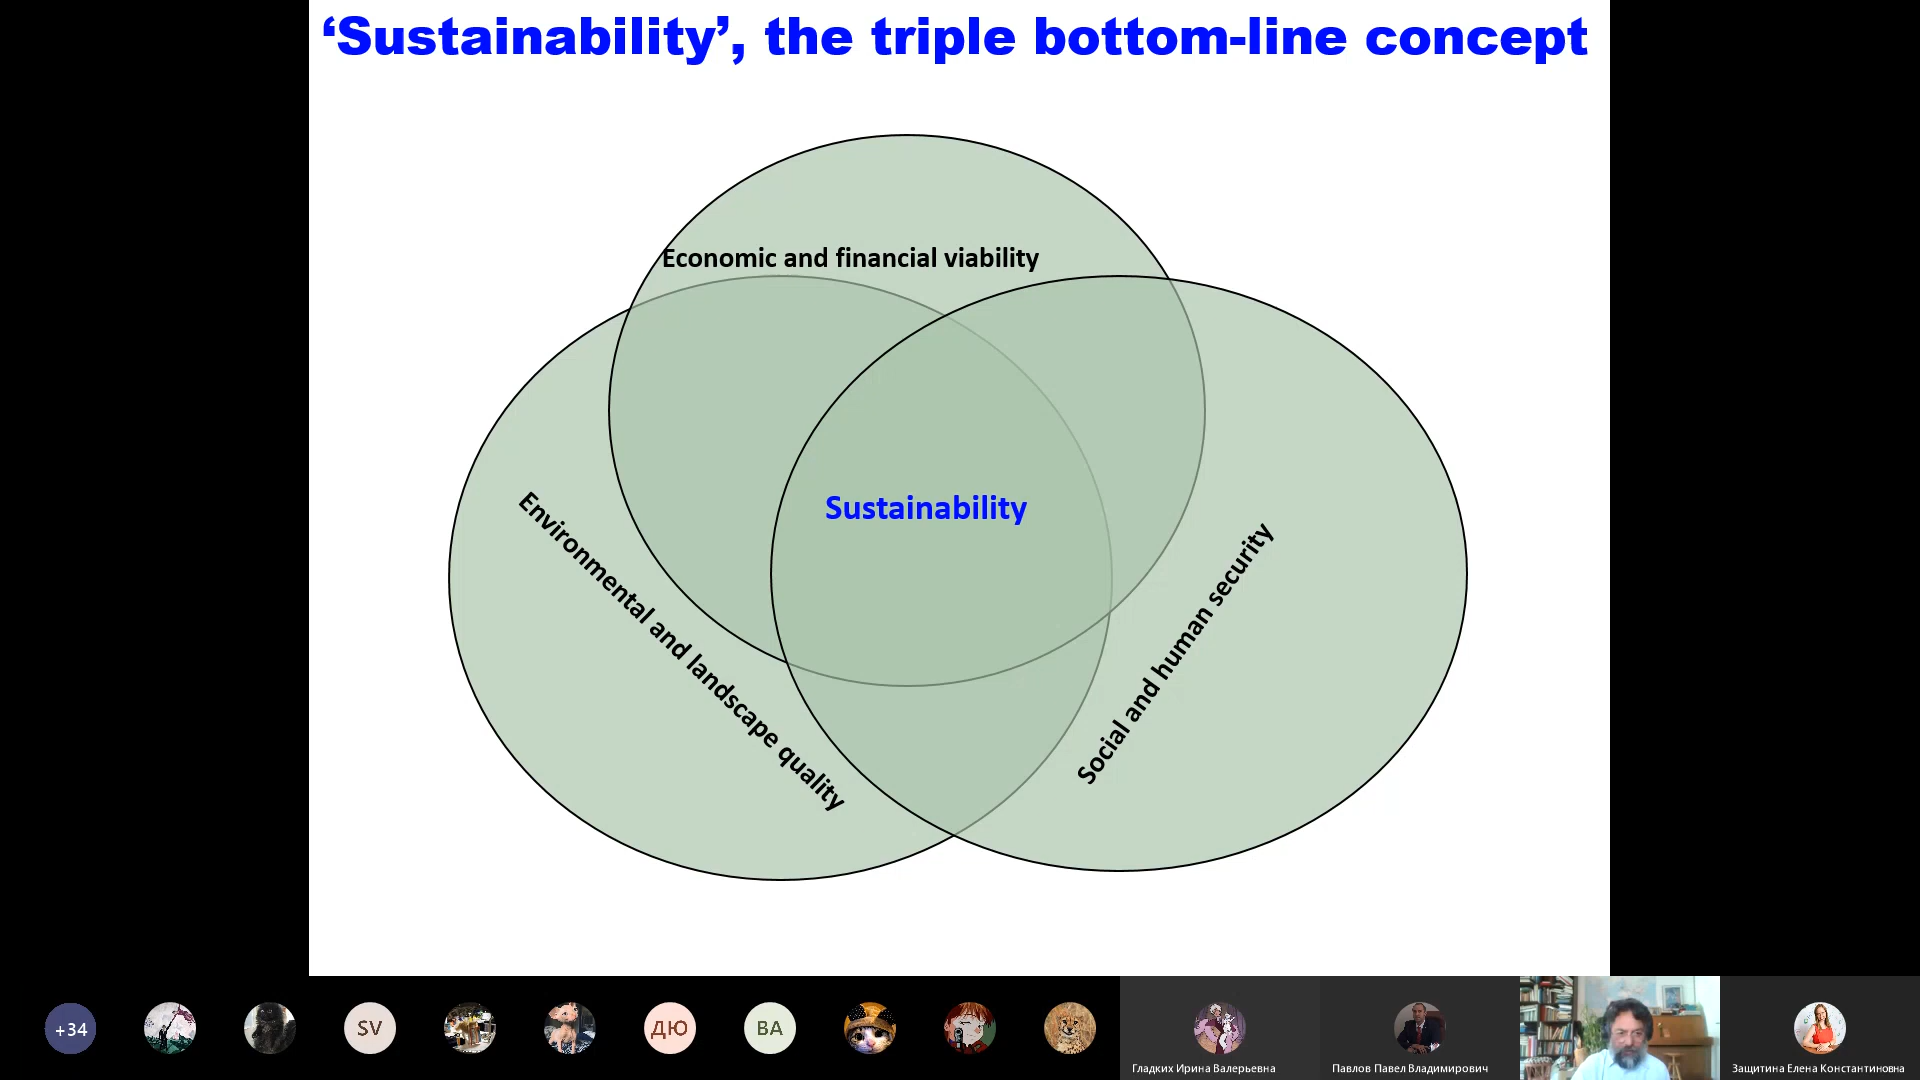 ‘Sustainability’, the triple bottom-line concept
Economic and financial viability
Sustainability
Environmental and landscape quality
Social and human security
+34
SV
ДЮ
ВА
Гладких Ирина Валерьевна
Павлов Павел Владимирович
Защитина Елена Константиновна